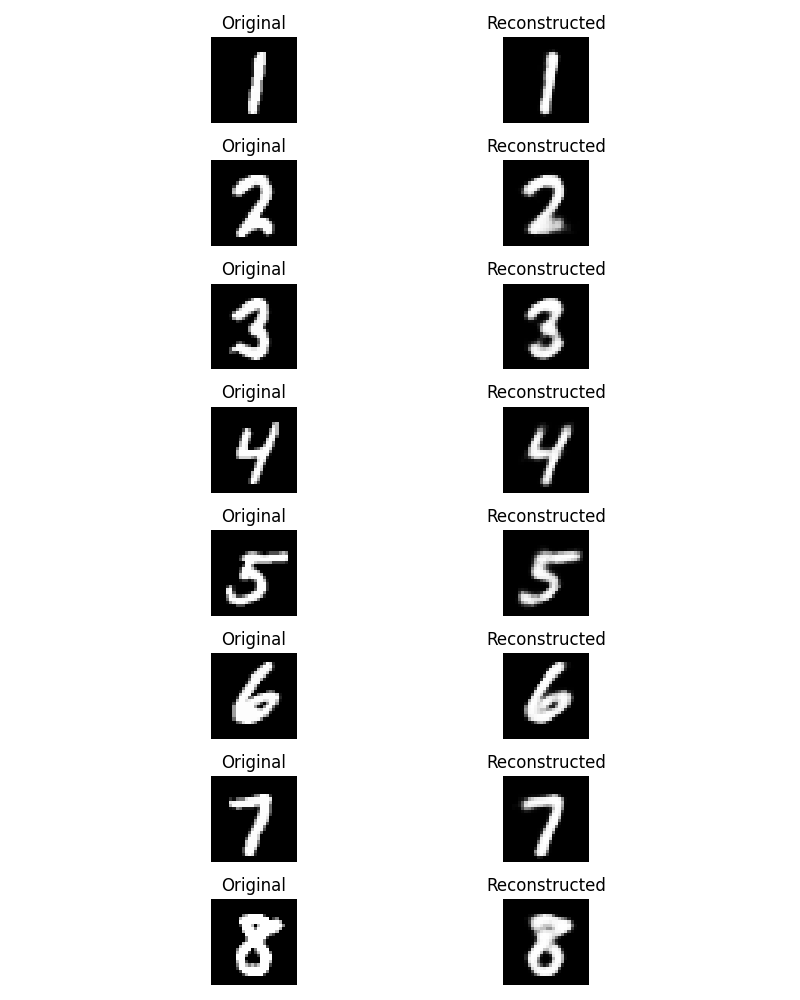 Original Reconstructed
1 1
Original Reconstructed
2 2
Original Reconstructed
3 3
Original Reconstructed
4 4
Original Reconstructed
5 5
Original Reconstructed
6 6
Original Reconstructed
7 7
Original Reconstructed
8 8